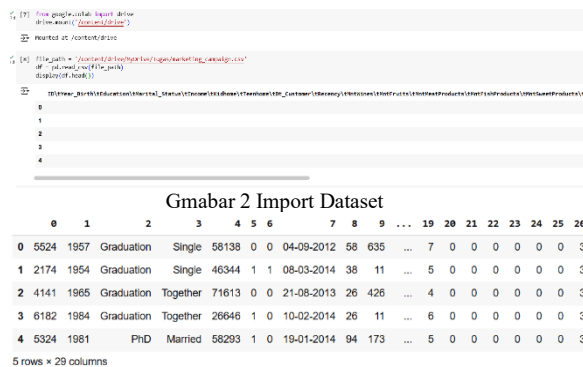 [7] from google.colab import drive
drive.mount('/content/drive')
Mounted at /content/drive
file_path = '/content/drive/MyDrive/Tugas/marketing_campaign.csv'
df = pd.read_csv(file_path)
display(df.head())
ID\tYear_Birth\tEducation\tMarital_Status\tIncome\tKidhome\tTeenhome\tDt_Customer\tRecency\tMntWines\tMntFruits\tMntMeatProducts\tMntFishProducts\tMntSweetProducts\t
0
1
2
3
4
Gmabar 2 Import Dataset
0 1 2 3 4 5 6 7 8 9 ... 19 20 21 22 23 24 25 26
0 5524 1957 Graduation Single 58138 0 0 04-09-2012 58 635 ... 7 0 0 0 0 0 0 3
1 2174 1954 Graduation Single 46344 1 1 08-03-2014 38 11 ... 5 0 0 0 0 0 0 3
2 4141 1965 Graduation Together 71613 0 0 21-08-2013 26 426 ... 4 0 0 0 0 0 0 3
3 6182 1984 Graduation Together 26646 1 0 10-02-2014 26 11 ... 6 0 0 0 0 0 0 3
4 5324 1981 PhD Married 58293 1 0 19-01-2014 94 173 ... 5 0 0 0 0 0 0 3
5 rows × 29 columns